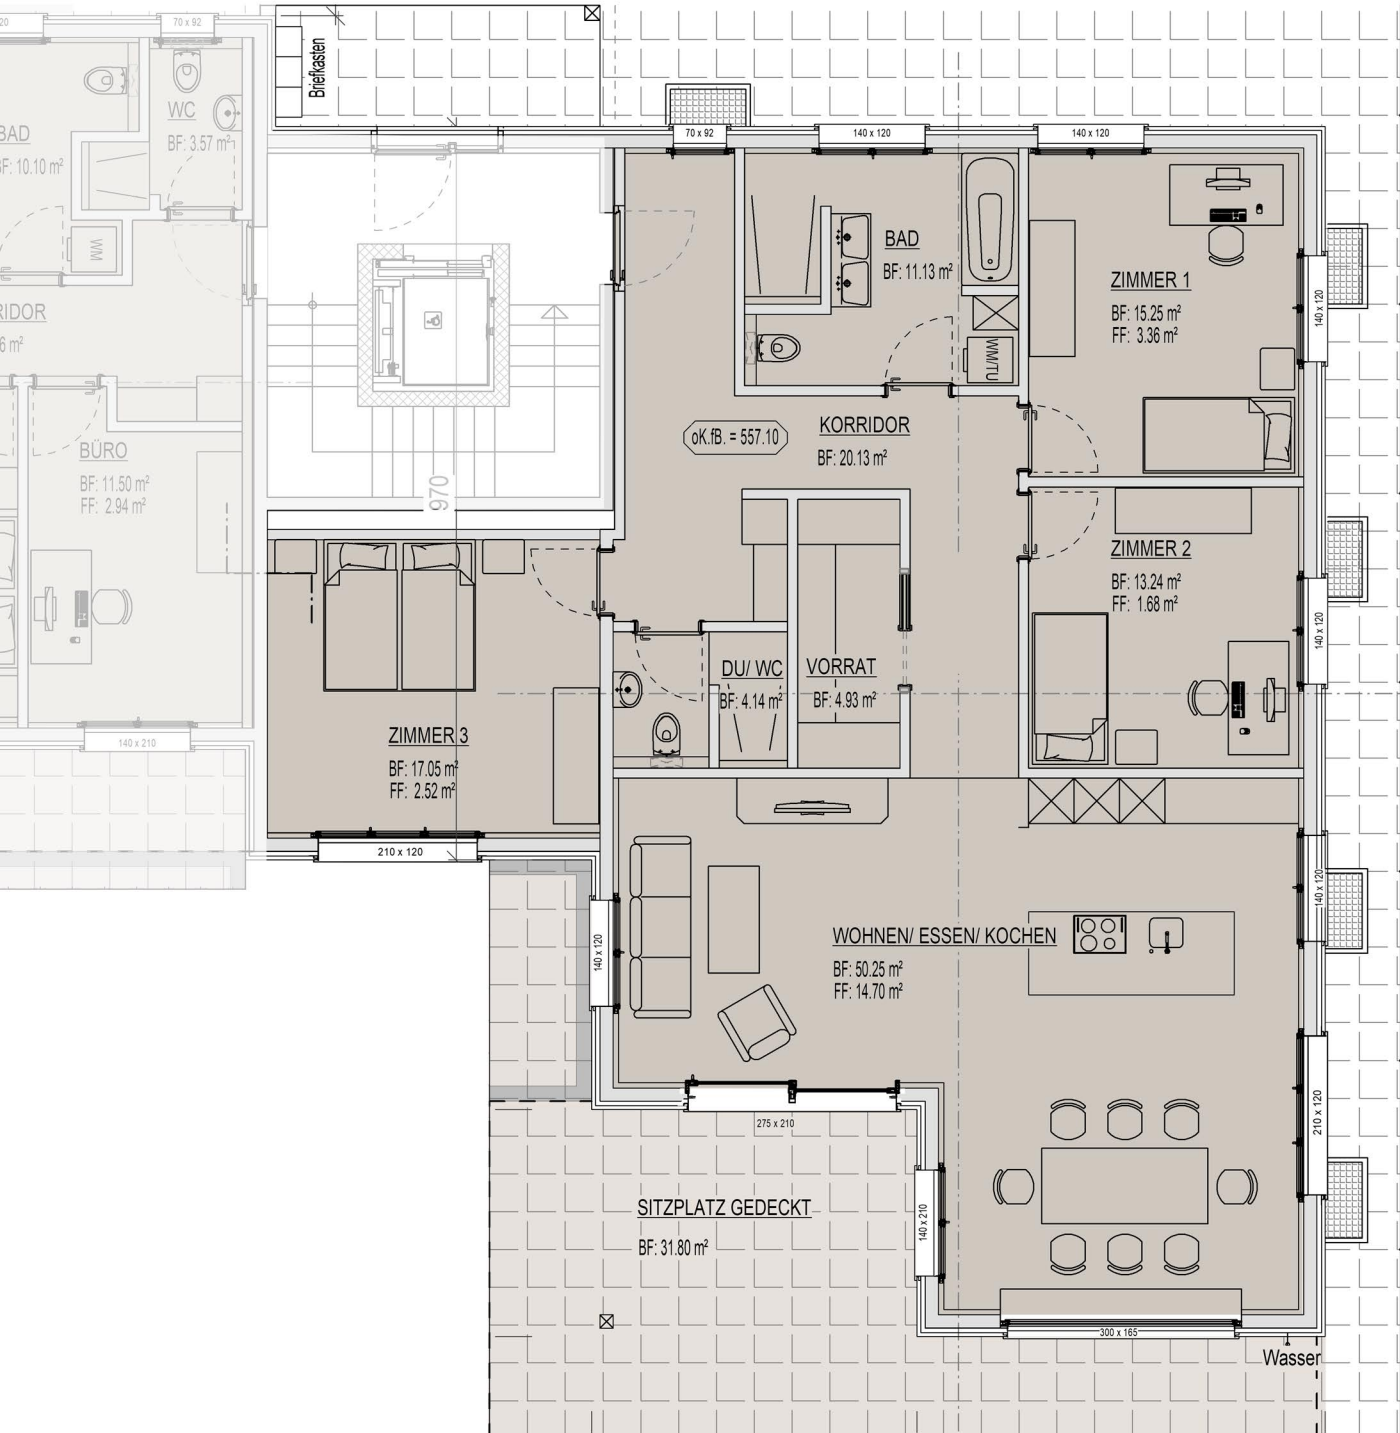 20
70 x 92
Briefkasten
WC
BF: 3.57 m²
BAD
BF: 10.10 m²
WM
RIDOR
6 m²
BÜRO
BF: 11.50 m²
FF: 2.94 m²
140 x 210
970
70 x 92
140 x 120
140 x 120
BAD
BF: 11.13 m²
WM/TU
ZIMMER 1
BF: 15.25 m²
FF: 3.36 m²
140 x 120
oK.fB. = 557.10
KORRIDOR
BF: 20.13 m²
ZIMMER 2
BF: 13.24 m²
FF: 1.68 m²
140 x 120
DU/ WC
BF: 4.14 m²
VORRAT
BF: 4.93 m²
ZIMMER 3
BF: 17.05 m²
FF: 2.52 m²
210 x 120
140 x 120
WOHNEN/ ESSEN/ KOCHEN
BF: 50.25 m²
FF: 14.70 m²
140 x 120
275 x 210
210 x 120
SITZPLATZ GEDECKT
BF: 31.80 m²
140 x 210
300 x 165
Wasser